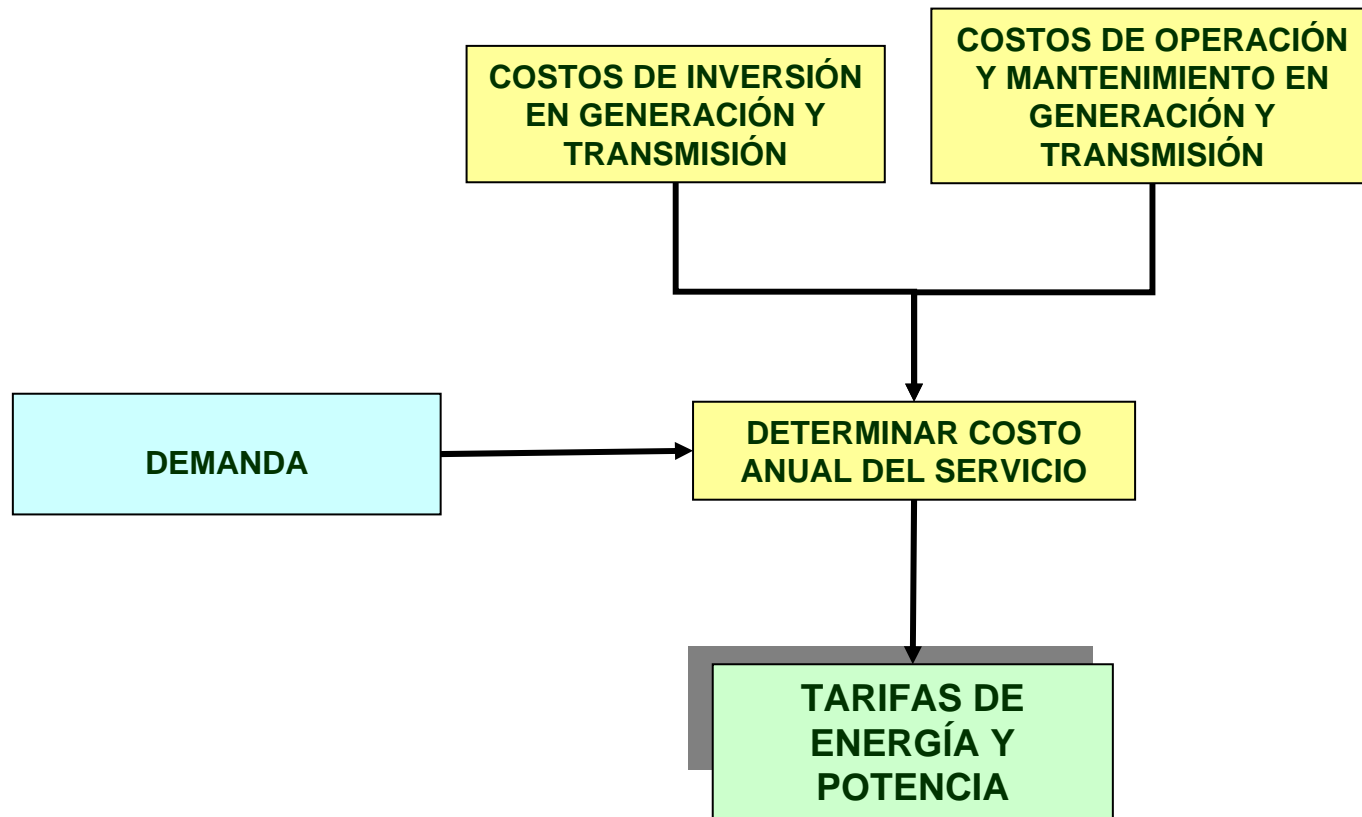 COSTOS DE INVERSIÓN
EN GENERACIÓN Y
TRANSMISIÓN
COSTOS DE OPERACIÓN
Y MANTENIMIENTO EN
GENERACIÓN Y
TRANSMISIÓN
DEMANDA
DETERMINAR COSTO
ANUAL DEL SERVICIO
TARIFAS DE
ENERGÍA Y
POTENCIA